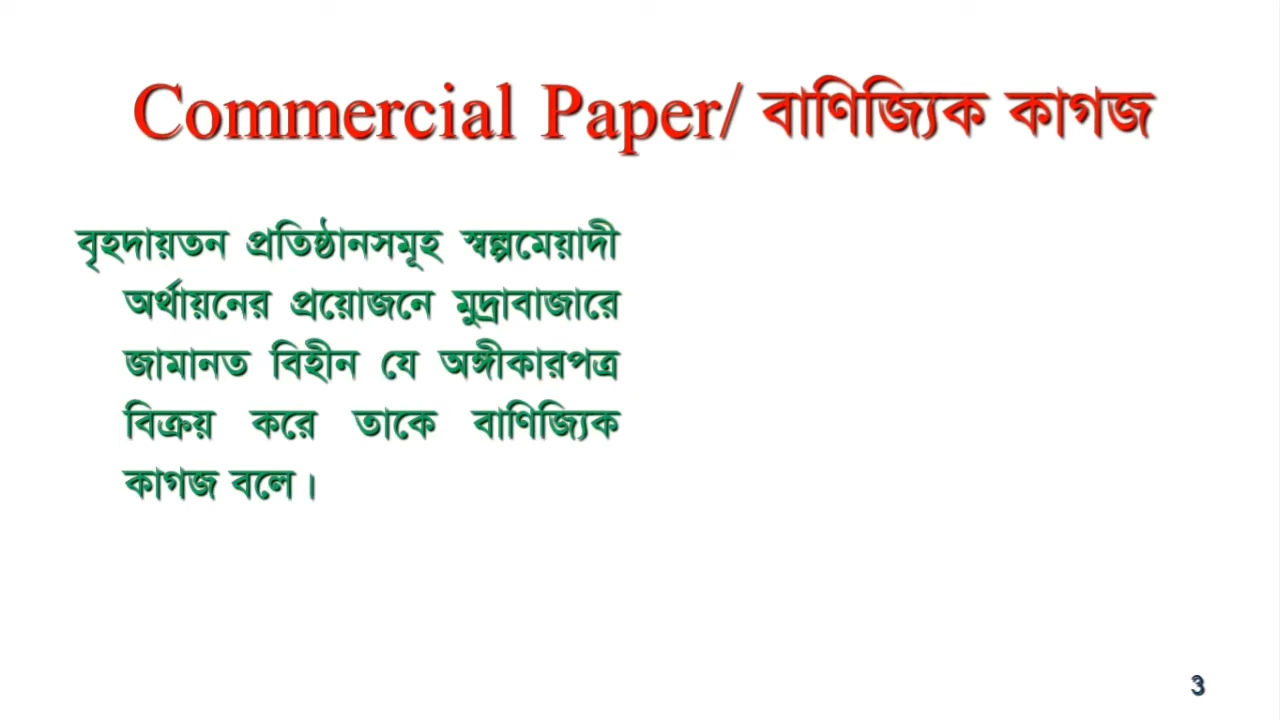 Commercial Paper/ বাণিজ্যিক কাগজ
বৃহদায়তন প্রতিষ্ঠানসমূহ স্বল্পমেয়াদী
অর্থায়নের প্রয়োজনে মুদ্রাবাজারে
জামানত বিহীন যে অঙ্গীকারপত্র
বিক্রয় করে তাকে বাণিজ্যিক
কাগজ বলে।
3